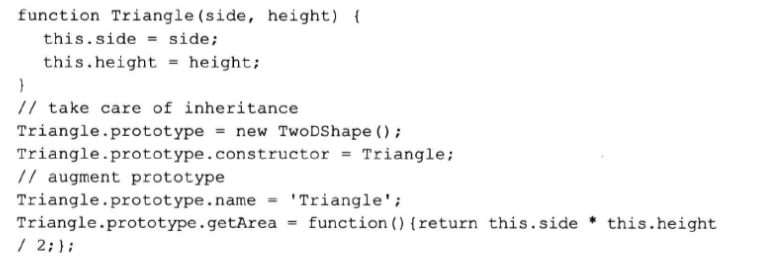 function Triangle(side, height) {
this.side = side;
this.height = height;
}
// take care of inheritance
Triangle.prototype = new TwoDShape();
Triangle.prototype.constructor = Triangle;
// augment prototype
Triangle.prototype.name = 'Triangle';
Triangle.prototype.getArea = function(){return this.side * this.height
/ 2;};